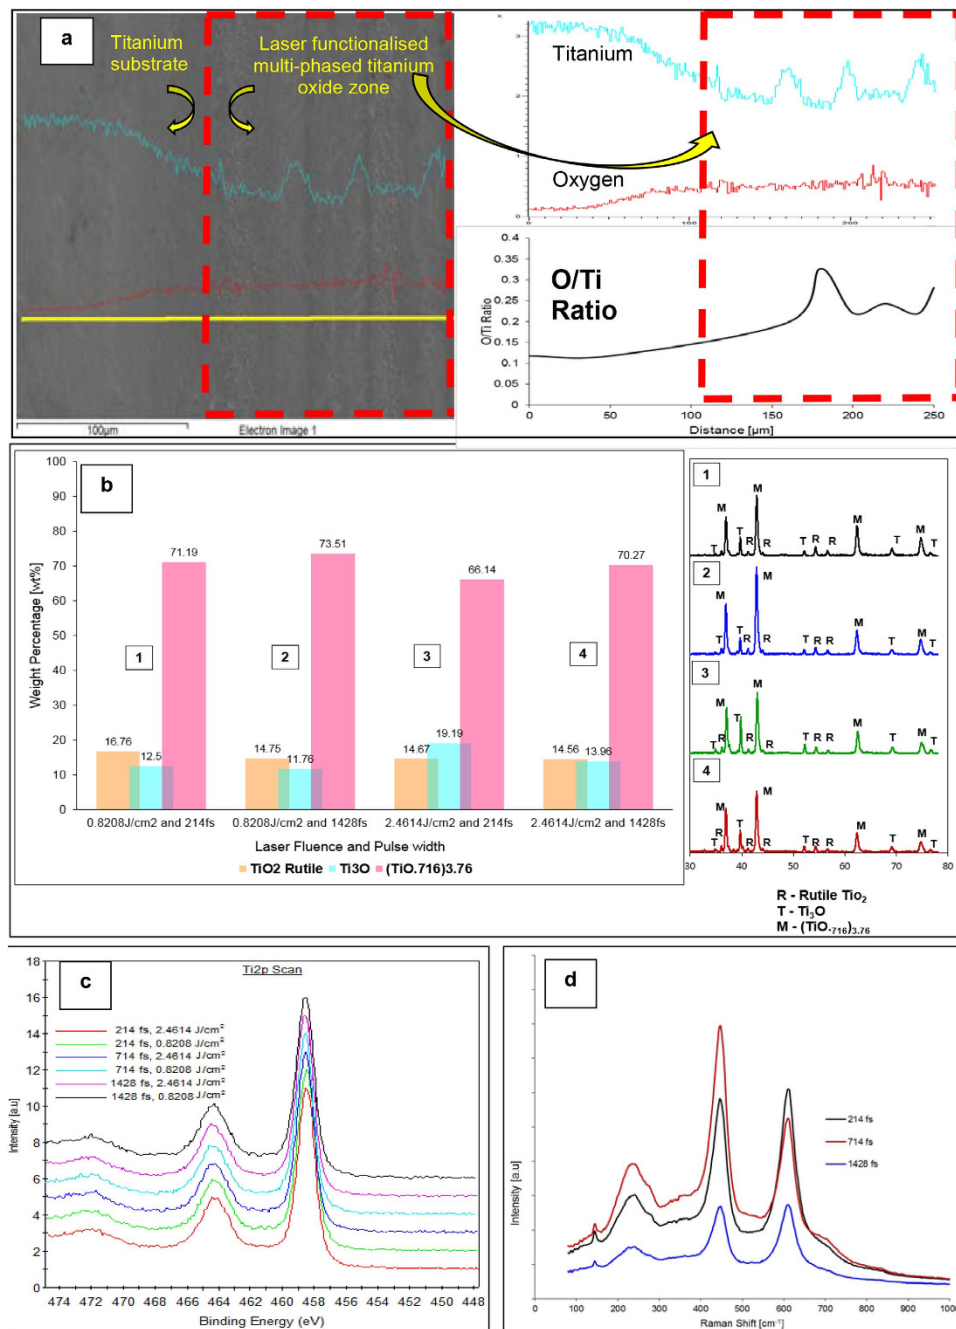 a
Titanium
substrate
Laser functionalised
multi-phased titanium
oxide zone
100µm
Electron Image 1
Titanium
Oxygen
3
2
0
100
200
O/Ti
Ratio
O/Ti Ratio
0.4
0.35
0.3
0.25
0.2
0.15
0.1
0.05
0
0 50 100 150 200 250
Distance [µm]
b
Weight Percentage [wt%]
100
90
80
70
60
50
40
30
20
10
0
16.76 12.5 71.19
14.75 11.76 73.51
14.67 19.19 66.14
14.56 13.96 70.27
1 2 3 4
0.8208J/cm2 and 214fs 0.8208J/cm2 and 1428fs 2.4614J/cm2 and 214fs 2.4614J/cm2 and 1428fs
Laser Fluence and Pulse width
TiO2 Rutile Ti3O (TiO.716)3.76
1
T M T R M R T R R M T M T
2
T M T R M R T R R M T M T
3
T R M T R M R T R R M T M T
4
T R M T R M R T R R M T M T
30 40 50 60 70 80
R - Rutile Tio₂
T - Ti₃O
M - (TiO.₇₁₆)₃.₇₆
c
Ti2p Scan
214 fs, 2.4614 J/cm²
214 fs, 0.8208 J/cm²
714 fs, 2.4614 J/cm²
714 fs, 0.8208 J/cm²
1428 fs, 2.4614 J/cm²
1428 fs, 0.8208 J/cm²
Intensity [a.u]
18
16
14
12
10
8
6
4
2
0
474 472 470 468 466 464 462 460 458 456 454 452 450 448
Binding Energy (eV)
d
Intensity [a.u]
214 fs
714 fs
1428 fs
0 100 200 300 400 500 600 700 800 900 1000
Raman Shift [cm⁻¹]